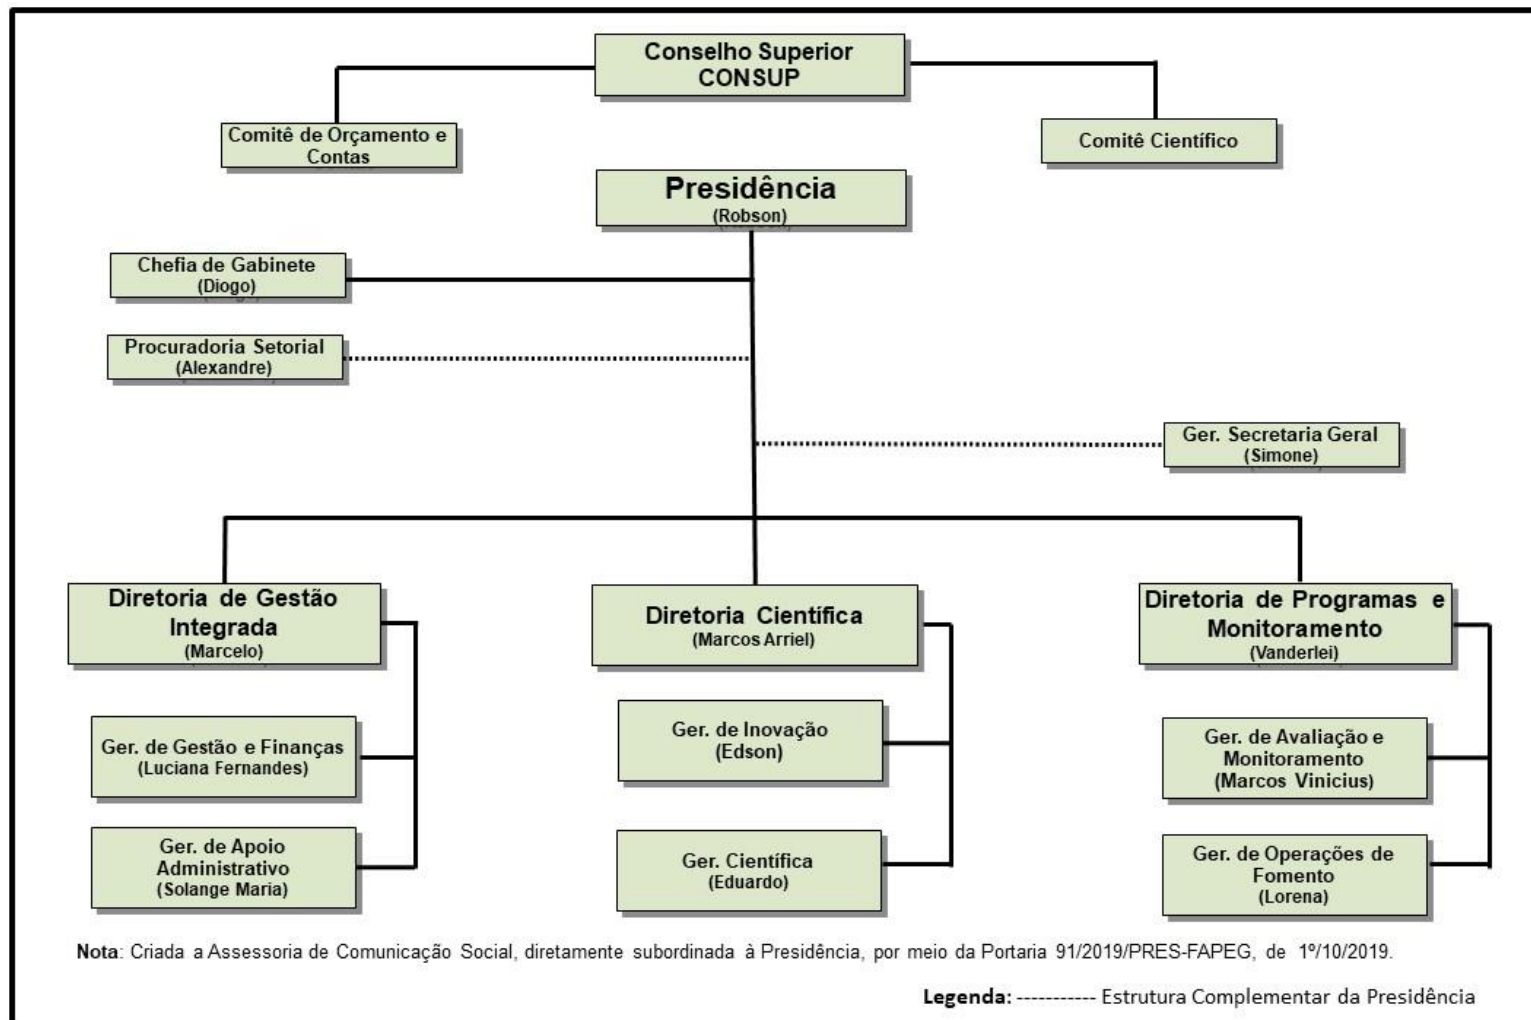 Conselho Superior
CONSUP
Comitê de Orçamento e
Contas
Comitê Científico
Presidência
(Robson)
Chefia de Gabinete
(Diogo)
Procuradoria Setorial
(Alexandre)
Ger. Secretaria Geral
(Simone)
Diretoria de Gestão
Integrada
(Marcelo)
Diretoria Científica
(Marcos Arriel)
Diretoria de Programas e
Monitoramento
(Vanderlei)
Ger. de Gestão e Finanças
(Luciana Fernandes)
Ger. de Inovação
(Edson)
Ger. de Avaliação e
Monitoramento
(Marcos Vinicius)
Ger. de Apoio
Administrativo
(Solange Maria)
Ger. Científica
(Eduardo)
Ger. de Operações de
Fomento
(Lorena)
Nota: Criada a Assessoria de Comunicação Social, diretamente subordinada à Presidência, por meio da Portaria 91/2019/PRES-FAPEG, de 1º/10/2019.
Legenda: ----------- Estrutura Complementar da Presidência